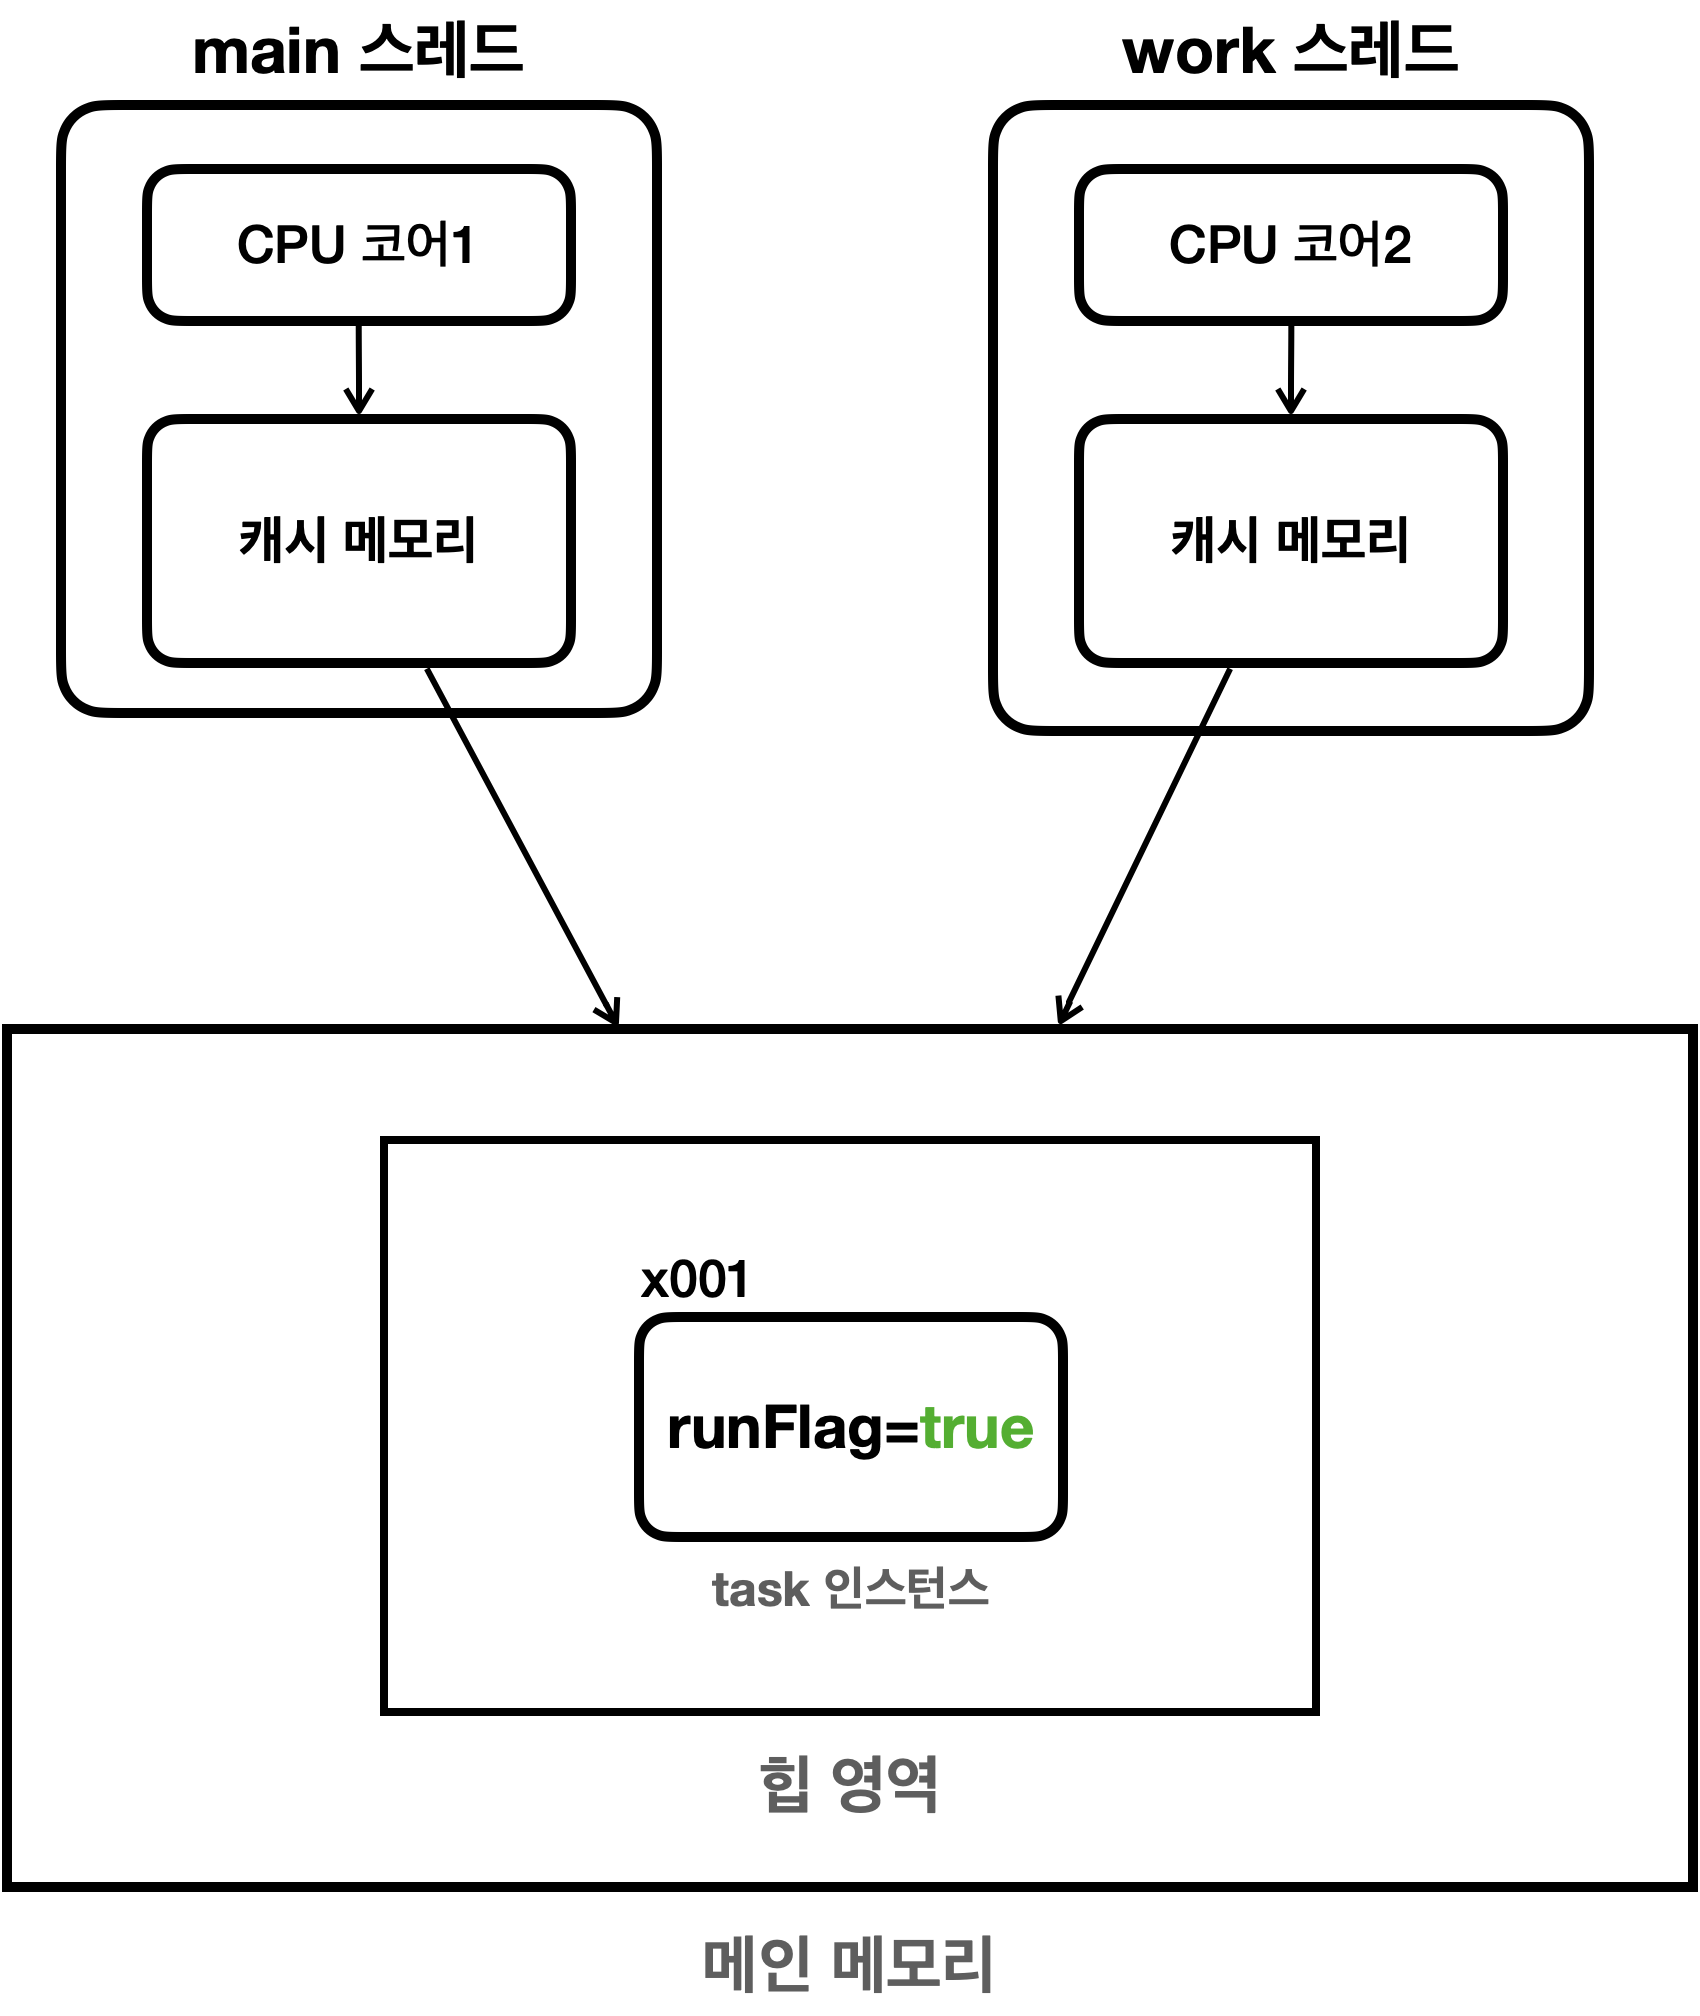 main 스레드
work 스레드
CPU 코어1
CPU 코어2
캐시 메모리
캐시 메모리
x001
runFlag=true
task 인스턴스
힙 영역
메인 메모리